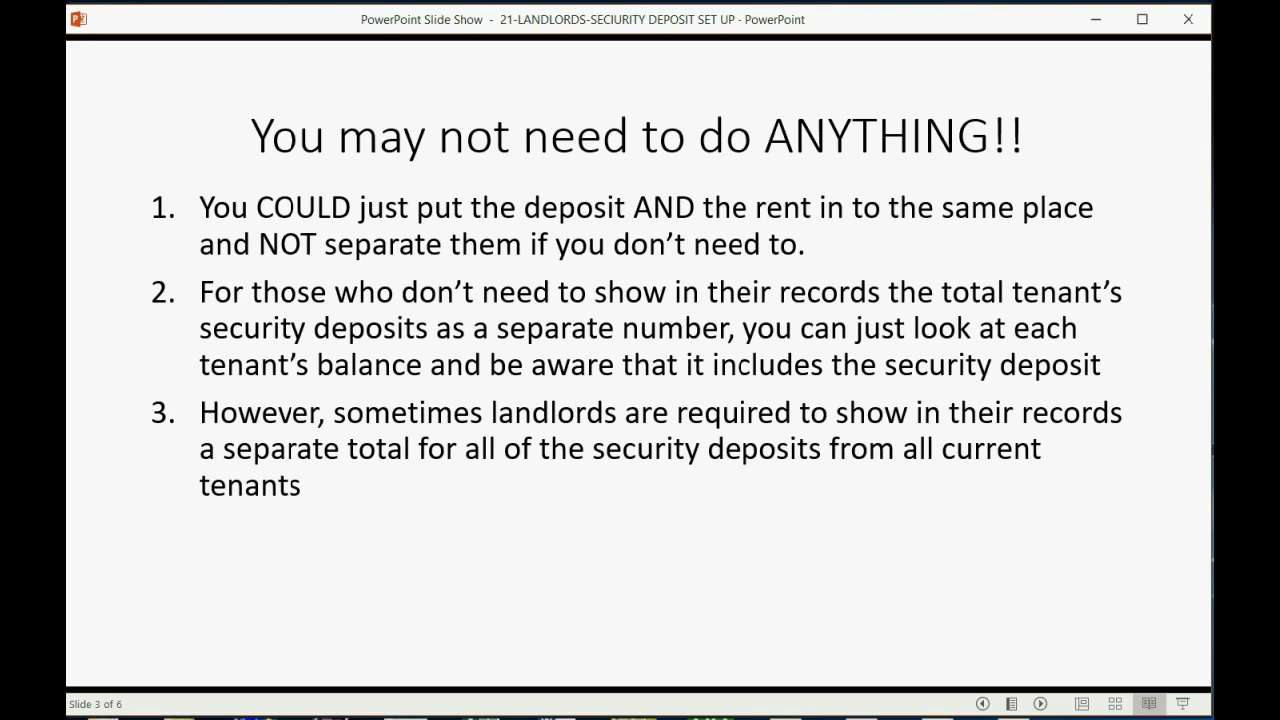 PowerPoint Slide Show - 21-LANDLORDS-SECIURITY DEPOSIT SET UP - PowerPoint
You may not need to do ANYTHING!!
1. You COULD just put the deposit AND the rent in to the same place
and NOT separate them if you don’t need to.
2. For those who don’t need to show in their records the total tenant’s
security deposits as a separate number, you can just look at each
tenant’s balance and be aware that it includes the security deposit
3. However, sometimes landlords are required to show in their records
a separate total for all of the security deposits from all current
tenants
Slide 3 of 6